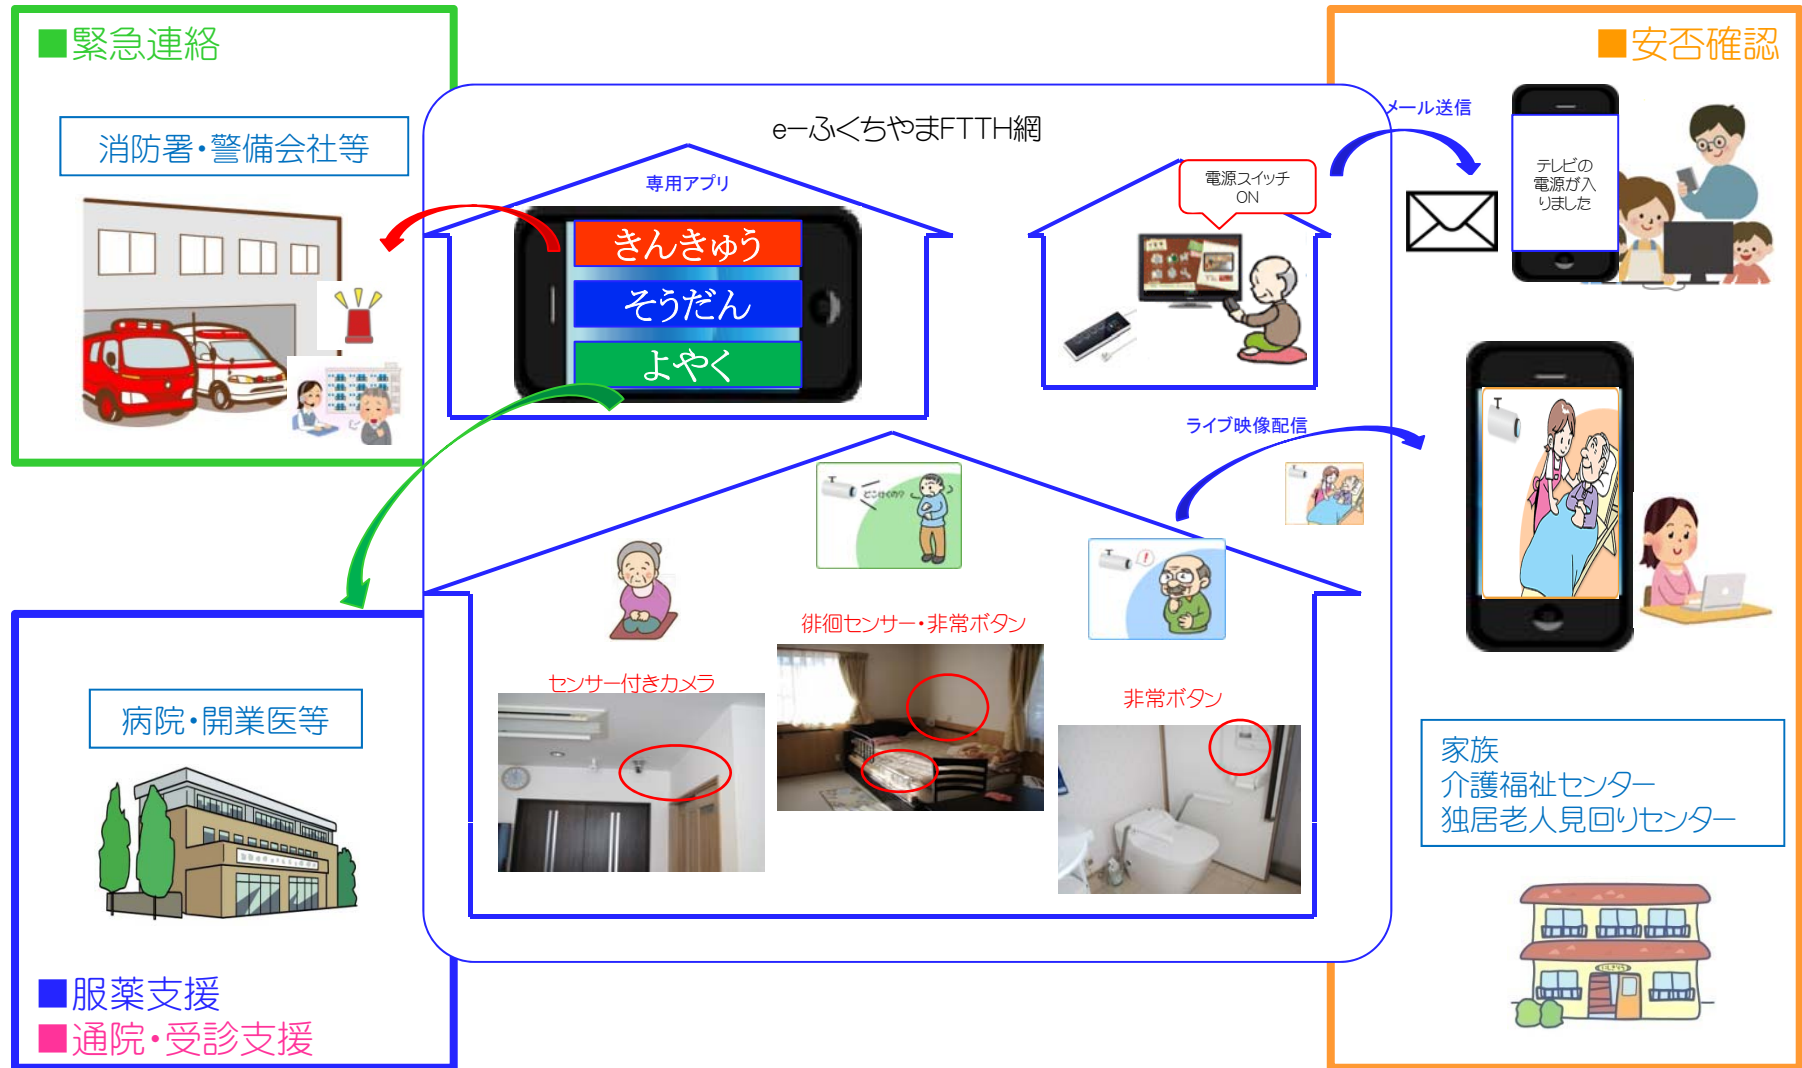 ■緊急連絡
消防署・警備会社等
e－ふくちやまFTTH網
専用アプリ
きんきゅう
そうだん
よやく
電源スイッチ
ON
メール送信
■安否確認
テレビの
電源が入
りました
ライブ映像配信
どこ行くの?
!
徘徊センサー・非常ボタン
センサー付きカメラ
非常ボタン
病院・開業医等
■服薬支援
■通院・受診支援
家族
介護福祉センター
独居老人見回りセンター